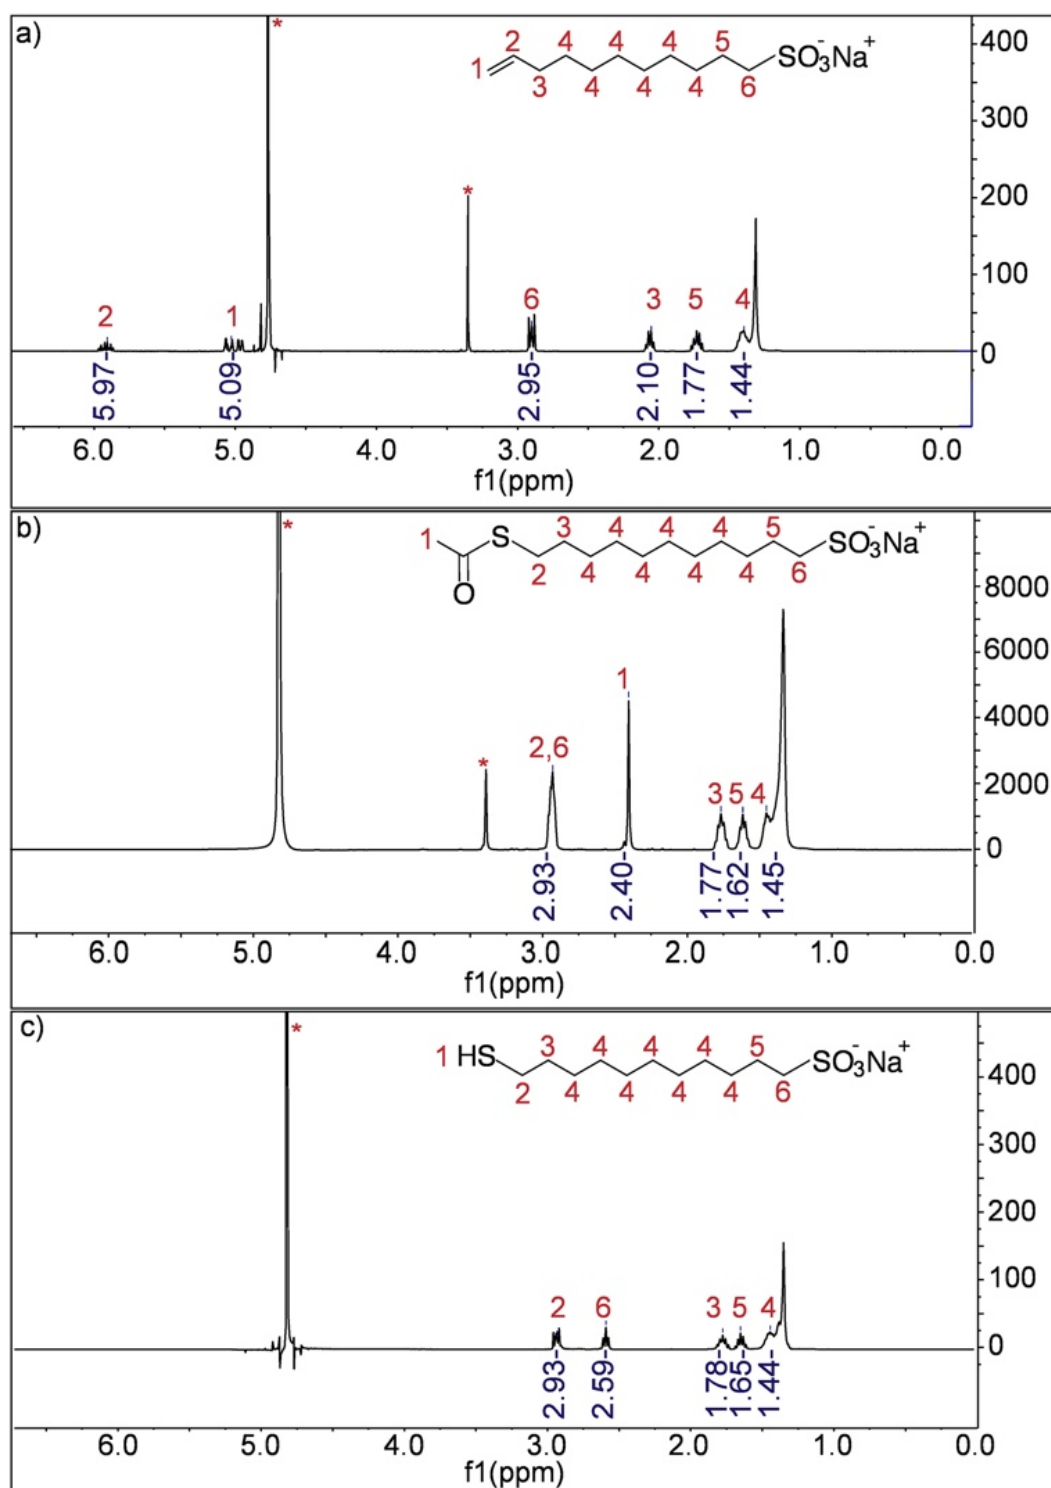 a)
*
2 4 4 4 5 SO₃⁻Na⁺
1 3 4 4 4 6
400
300
*
200
100
2 1 6 3 5 4
0
5.97 5.09 2.95 2.10 1.77 1.44
6.0 5.0 4.0 3.0 2.0 1.0 0.0
f1(ppm)
b)
*
1 S 3 4 4 4 5 SO₃⁻Na⁺
O 2 4 4 4 4 6
8000
6000
1
4000
* 2,6
2000
3 5 4
0
2.93 2.40 1.77 1.62 1.45
6.0 5.0 4.0 3.0 2.0 1.0 0.0
f1(ppm)
c)
*
1 HS 3 4 4 4 5 SO₃⁻Na⁺
2 4 4 4 4 6
400
300
200
100
2 6 3 5 4
0
2.93 2.59 1.78 1.65 1.44
6.0 5.0 4.0 3.0 2.0 1.0 0.0
f1(ppm)